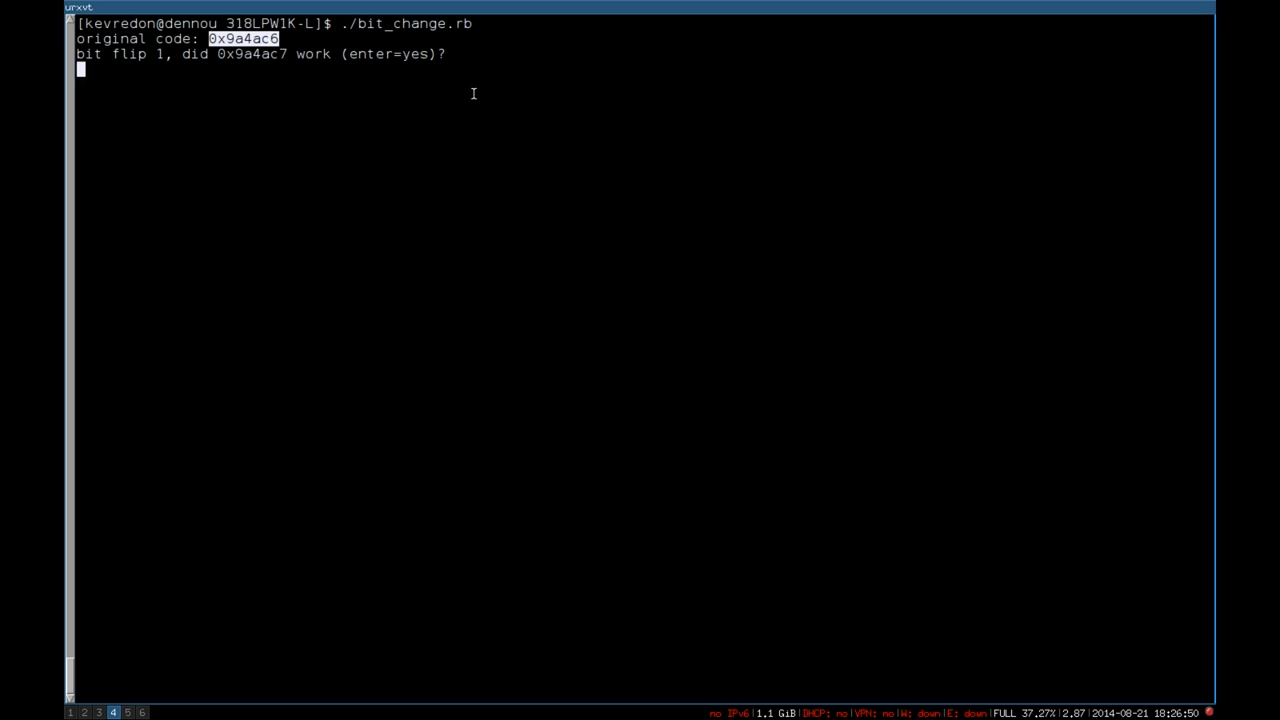 urxvt
[kevredon@dennou 318LPW1K-L]$ ./bit_change.rb
original code: 0x9a4ac6
bit flip 1, did 0x9a4ac7 work (enter=yes)?
1 2 3 4 5 6
no IPv6|1.1 GiB|DHCP: no|VPN: no|W: down|E: down|FULL 37.27%|2.87|2014-08-21 18:26:50